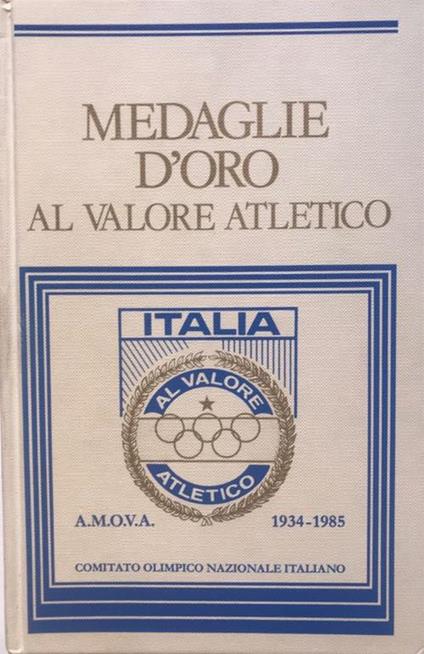 MEDAGLIE
D'ORO
AL VALORE ATLETICO
ITALIA
AL VALORE
ATLETICO
A.M.O.V.A. 1934-1985
COMITATO OLIMPICO NAZIONALE ITALIANO